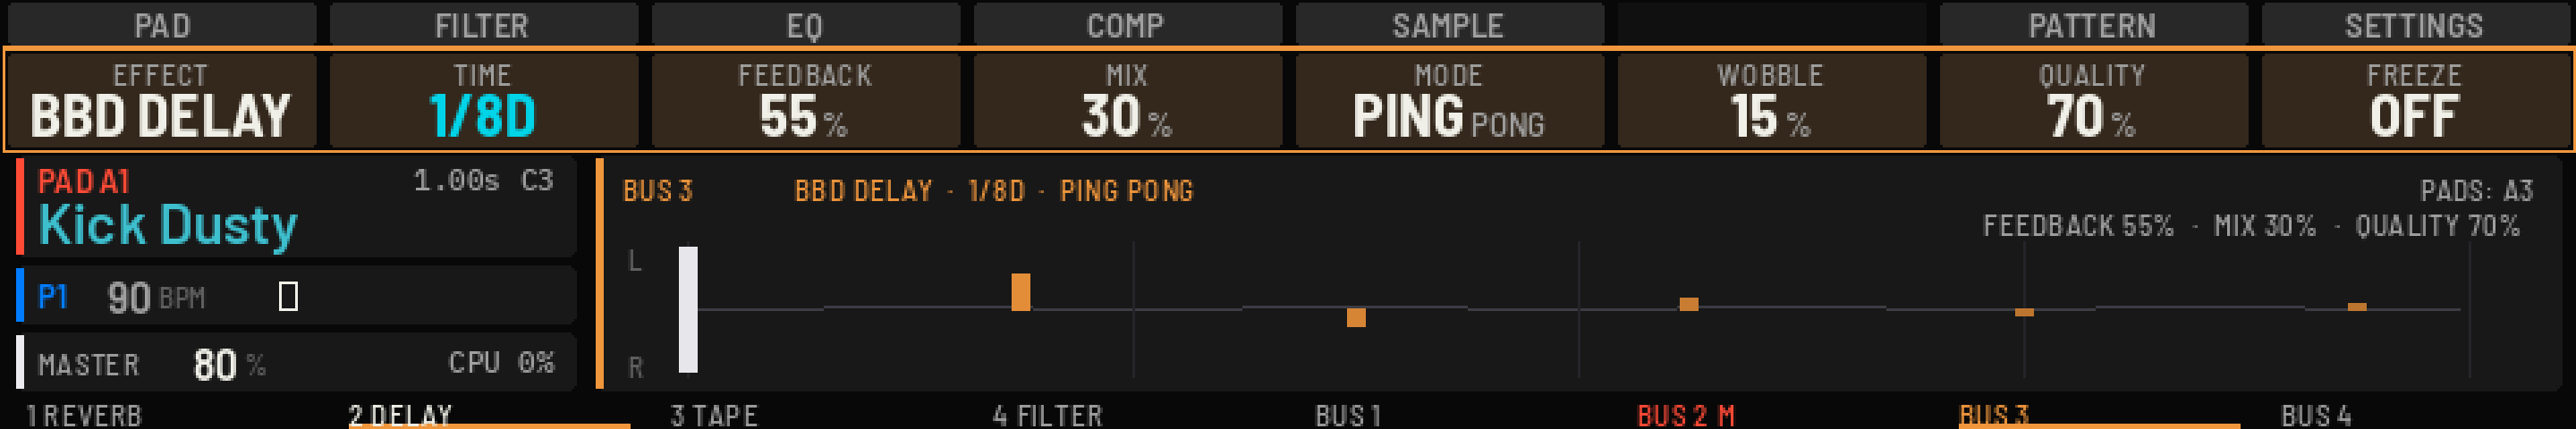 PAD FILTER EQ COMP SAMPLE PATTERN SETTINGS
EFFECT TIME FEEDBACK MIX MODE WOBBLE QUALITY FREEZE
BBD DELAY 1/8D 55% 30% PING PONG 15% 70% OFF
PAD A1 1.00s C3
Kick Dusty
P1 90 BPM
MASTER 80% CPU 0%
BUS 3 BBD DELAY · 1/8D · PING PONG PADS: A3
FEEDBACK 55% · MIX 30% · QUALITY 70%
L
R
1 REVERB 2 DELAY 3 TAPE 4 FILTER BUS 1 BUS 2 M BUS 3 BUS 4